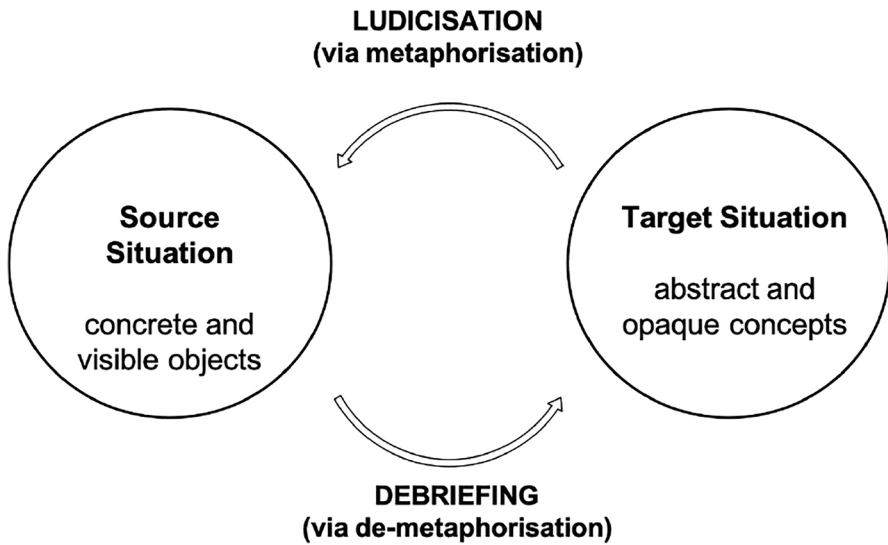 LUDICISATION
(via metaphorisation)
Source
Situation
concrete and
visible objects
Target Situation
abstract and
opaque concepts
DEBRIEFING
(via de-metaphorisation)